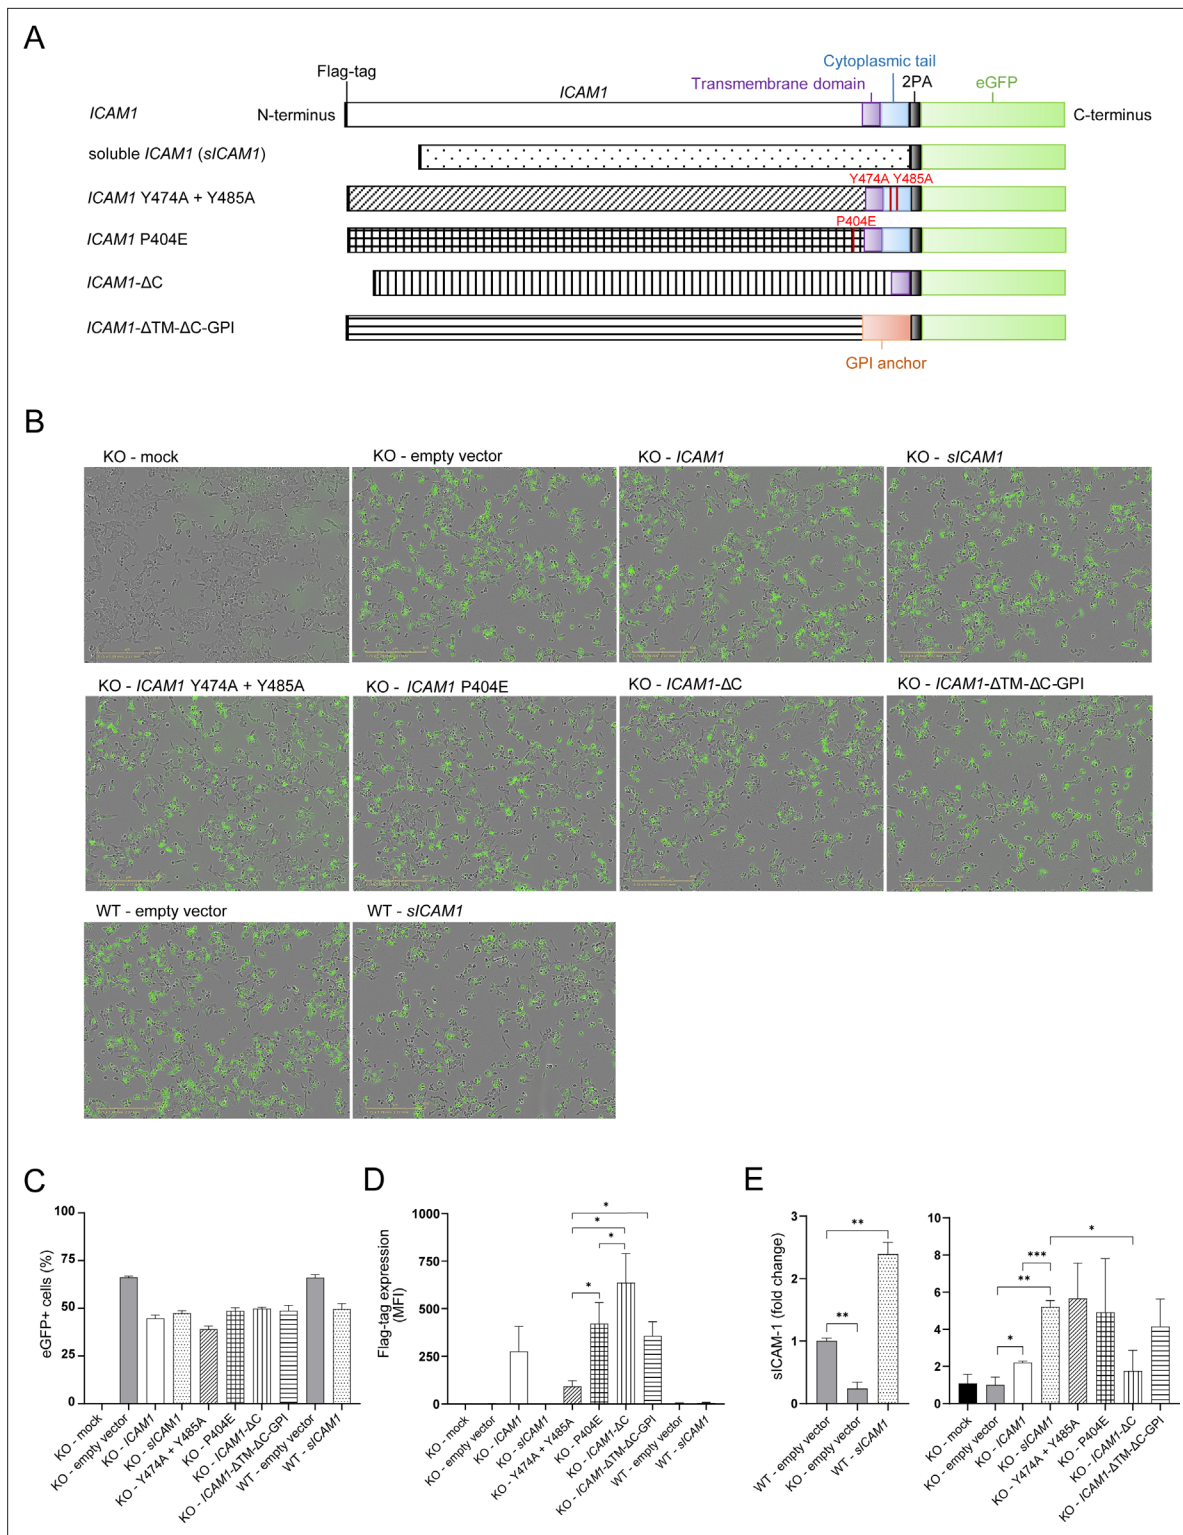 A
Flag-tag
ICAM1
Transmembrane domain
Cytoplasmic tail
2PA
eGFP
ICAM1
N-terminus
C-terminus
soluble ICAM1 (sICAM1)
Y474A Y485A
ICAM1 Y474A + Y485A
P404E
ICAM1 P404E
ICAM1-ΔC
ICAM1-ΔTM-ΔC-GPI
GPI anchor
B
KO - mock
KO - empty vector
KO - ICAM1
KO - sICAM1
KO - ICAM1 Y474A + Y485A
KO - ICAM1 P404E
KO - ICAM1-ΔC
KO - ICAM1-ΔTM-ΔC-GPI
WT - empty vector
WT - sICAM1
C
eGFP+ cells (%)
100
75
50
25
0
KO - mock
KO - empty vector
KO - ICAM1
KO - sICAM1
KO - Y474A + Y485A
KO - P404E
KO - ICAM1-ΔC
KO - ICAM1-ΔTM-ΔC-GPI
WT - empty vector
WT - sICAM1
D
Flag-tag expression
(MFI)
1000
750
500
250
0
*
*
*
*
KO - mock
KO - empty vector
KO - ICAM1
KO - sICAM1
KO - Y474A + Y485A
KO - P404E
KO - ICAM1-ΔC
KO - ICAM1-ΔTM-ΔC-GPI
WT - empty vector
WT - sICAM1
E
sICAM-1 (fold change)
3
2
1
0
**
**
WT - empty vector
KO - empty vector
WT - sICAM1
10
8
6
4
2
0
*
***
**
*
KO - mock
KO - empty vector
KO - ICAM1
KO - sICAM1
KO - Y474A + Y485A
KO - P404E
KO - ICAM1-ΔC
KO - ICAM1-ΔTM-ΔC-GPI